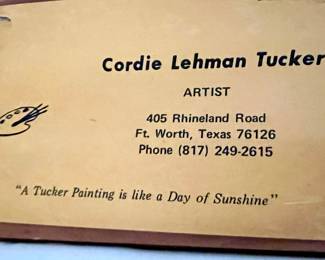 Cordie Lehman Tucker
ARTIST
405 Rhineland Road
Ft. Worth, Texas 76126
Phone (817) 249-2615
"A Tucker Painting is like a Day of Sunshine"